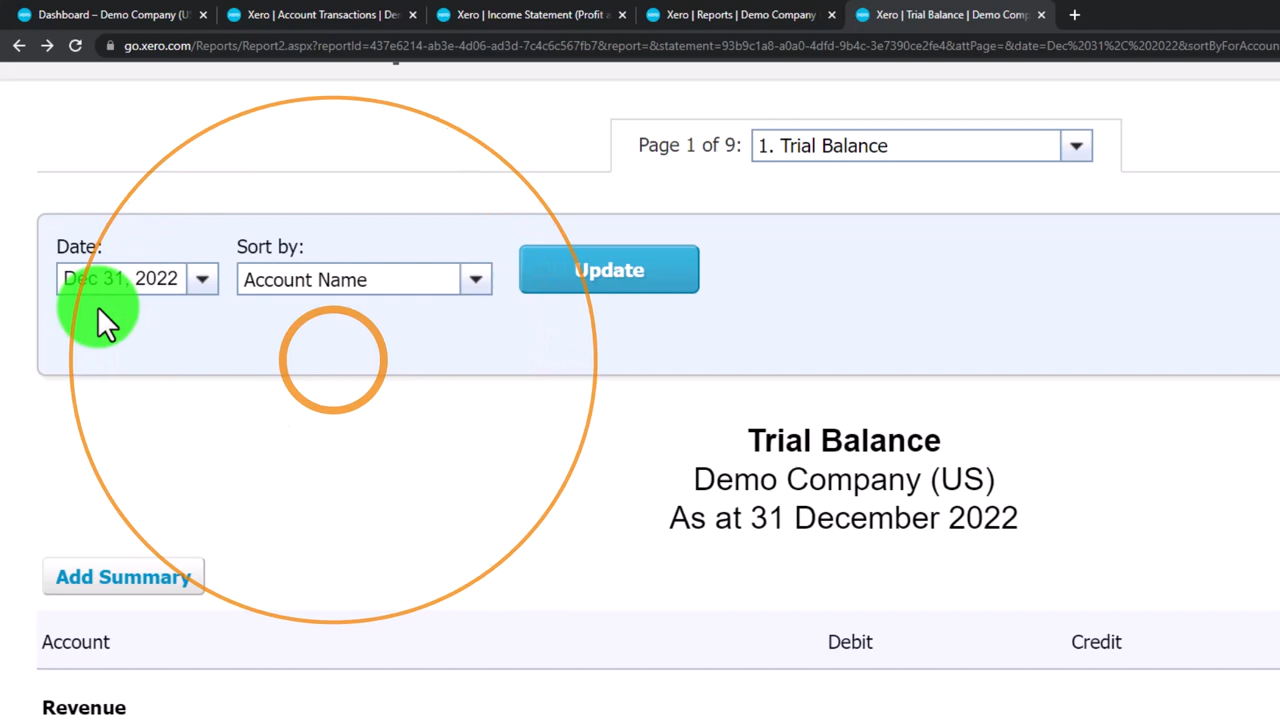 Dashboard – Demo Company (U
Xero | Account Transactions | De
Xero | Income Statement (Profit a
Xero | Reports | Demo Company
Xero | Trial Balance | Demo Comp
go.xero.com/Reports/Report2.aspx?reportId=437e6214-ab3e-4d06-ad3d-7c4c6c567fb7&report=&statement=93b9c1a8-a0a0-4dfd-9b4c-3e7390ce2fe4&attPage=&date=Dec%2031%2C%202022&sortByForAccoun
Page 1 of 9: 1. Trial Balance
Date: Sort by:
Dec 31, 2022 Account Name Update
Trial Balance
Demo Company (US)
As at 31 December 2022
Add Summary
Account Debit Credit
Revenue